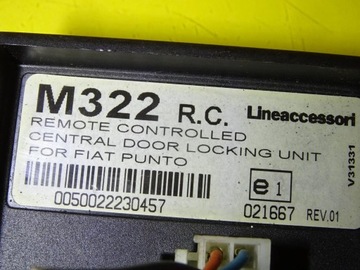 M322 R.C. Lineaccessori
REMOTE CONTROLLED
CENTRAL DOOR LOCKING UNIT
FOR FIAT PUNTO
0050022230457
e1
021667 REV.01
V31331